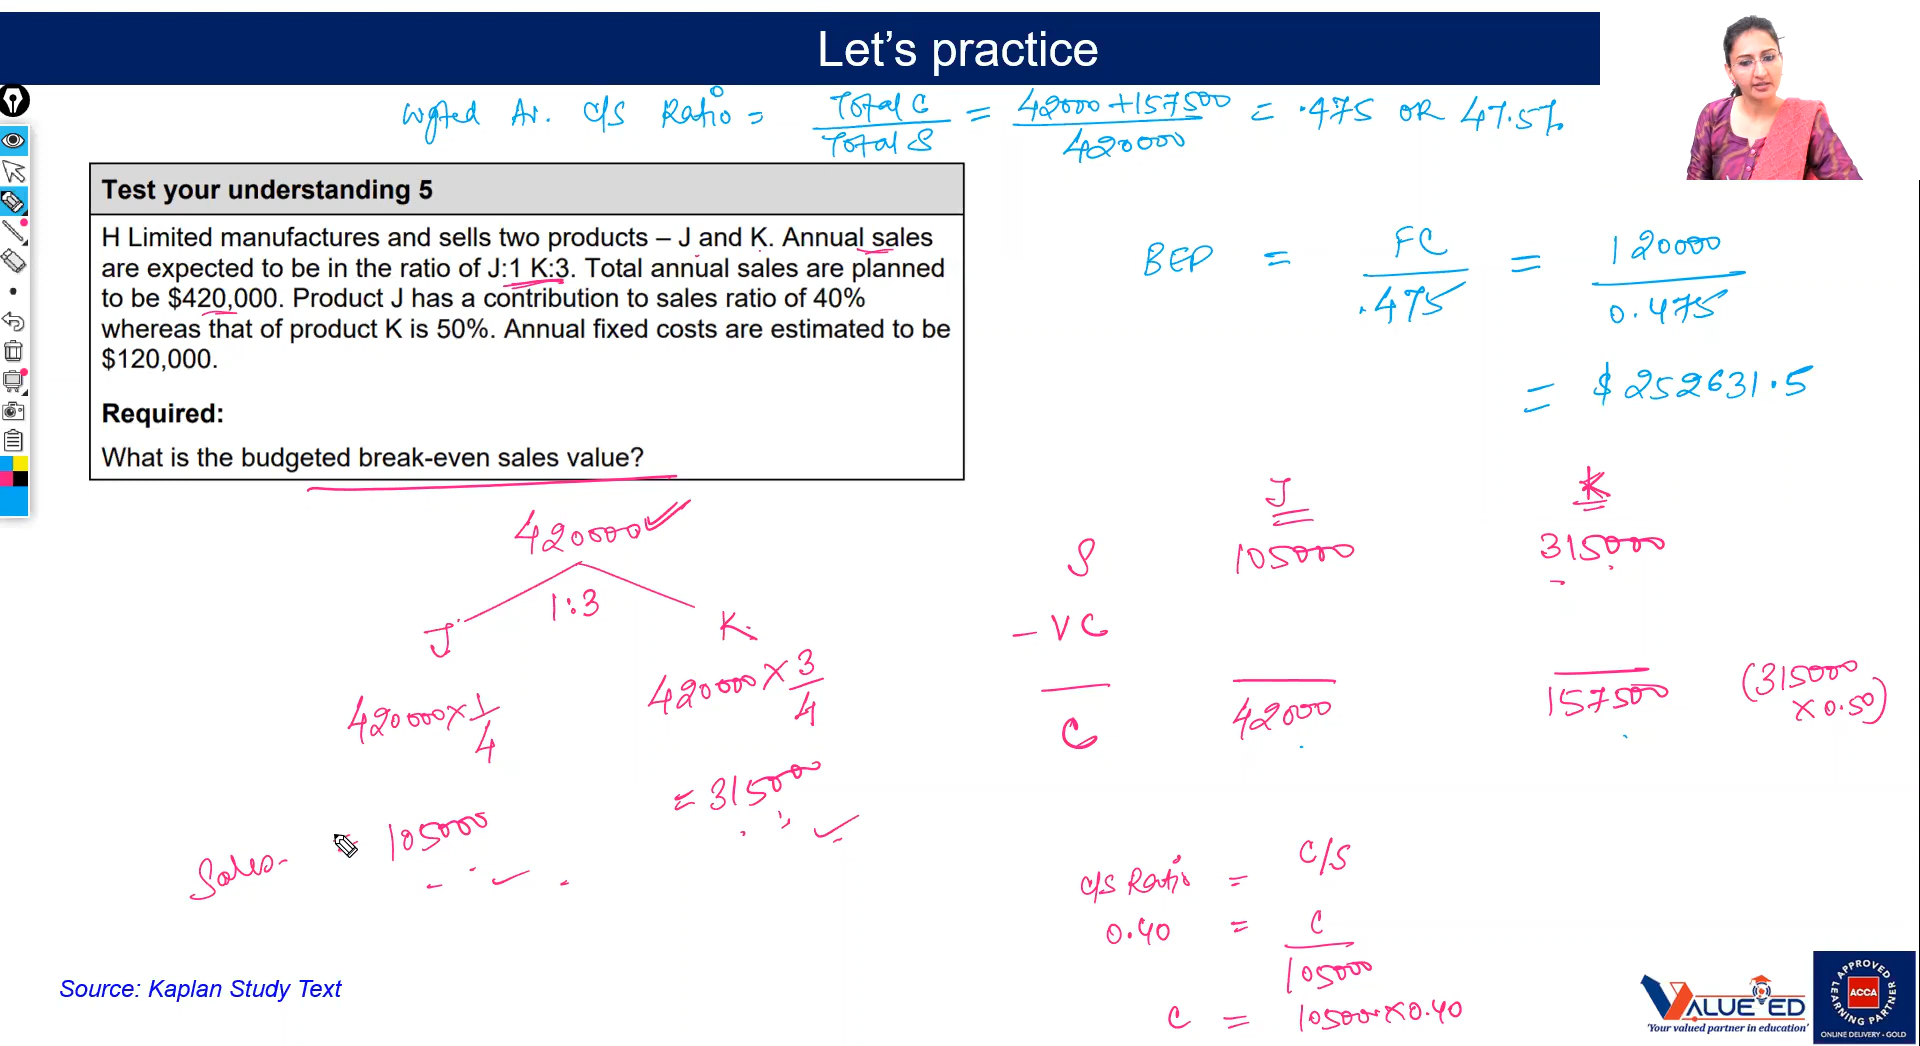 Let's practice
wgted Av. C/S Ratio = Total C / Total S = 42000+157500 / 420000 = .475 OR 47.5%
Test your understanding 5
H Limited manufactures and sells two products – J and K. Annual sales
are expected to be in the ratio of J:1 K:3. Total annual sales are planned
to be $420,000. Product J has a contribution to sales ratio of 40%
whereas that of product K is 50%. Annual fixed costs are estimated to be
$120,000.
Required:
What is the budgeted break-even sales value?
BEP = FC / .475 = 120000 / 0.475
= $252631.5
420000
1:3
J K
420000 x 1/4
420000 x 3/4
= 315000
Sales - = 105000
J K
S 105000 315000
- VC
C 42000 157500 (315000
x 0.50)
C/S Ratio = C/S
0.40 = C / 105000
C = 105000 x 0.40
Source: Kaplan Study Text
VALUE ED
'Your valued partner in education'
APPROVED LEARNING PARTNER
ACCA
ONLINE DELIVERY - GOLD